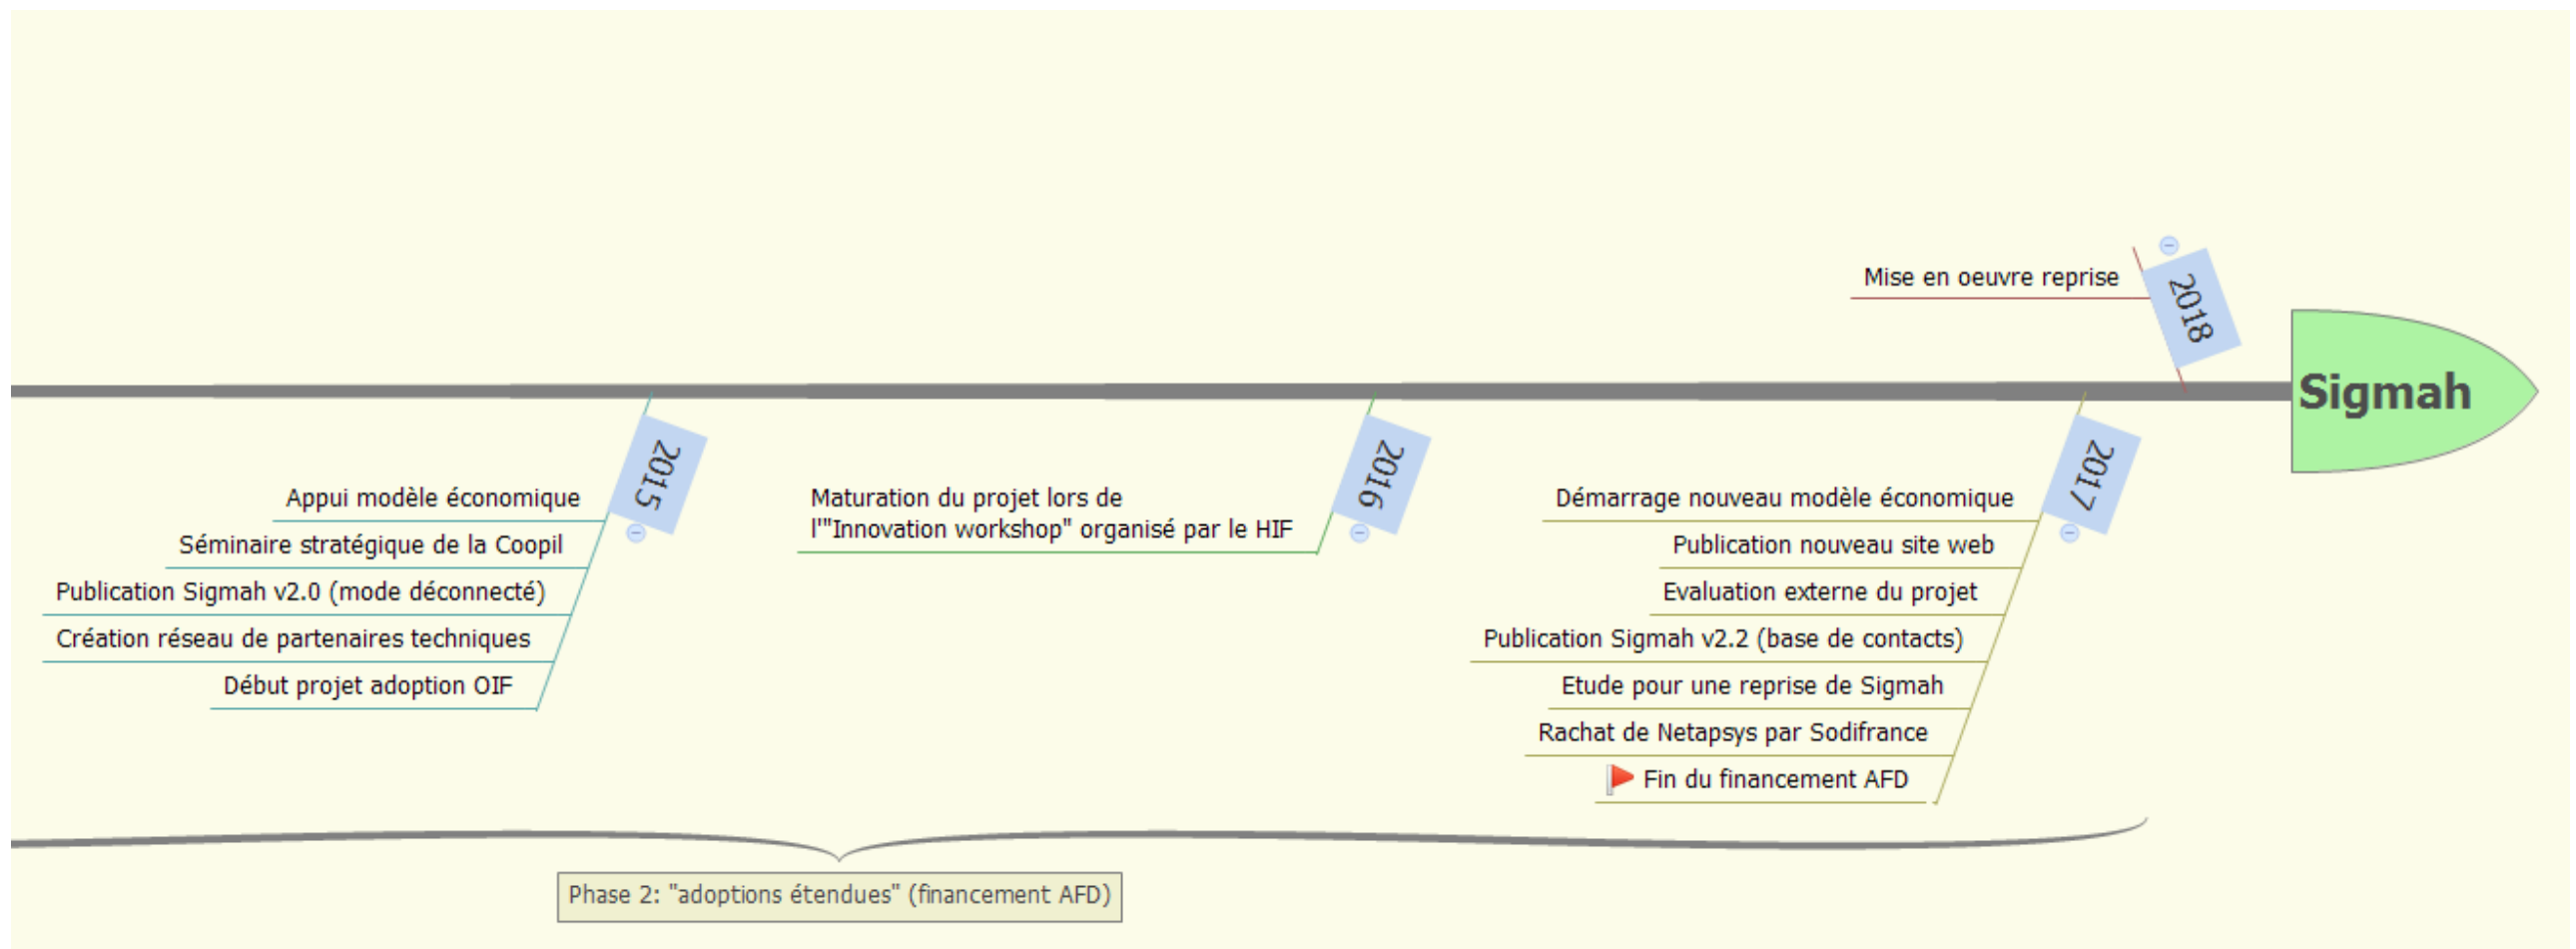 Mise en oeuvre reprise
2018
Sigmah
2015
Appui modèle économique
Séminaire stratégique de la Coopil
Publication Sigmah v2.0 (mode déconnecté)
Création réseau de partenaires techniques
Début projet adoption OIF
2016
Maturation du projet lors de
l'"Innovation workshop" organisé par le HIF
2017
Démarrage nouveau modèle économique
Publication nouveau site web
Evaluation externe du projet
Publication Sigmah v2.2 (base de contacts)
Etude pour une reprise de Sigmah
Rachat de Netapsys par Sodifrance
Fin du financement AFD
Phase 2: "adoptions étendues" (financement AFD)